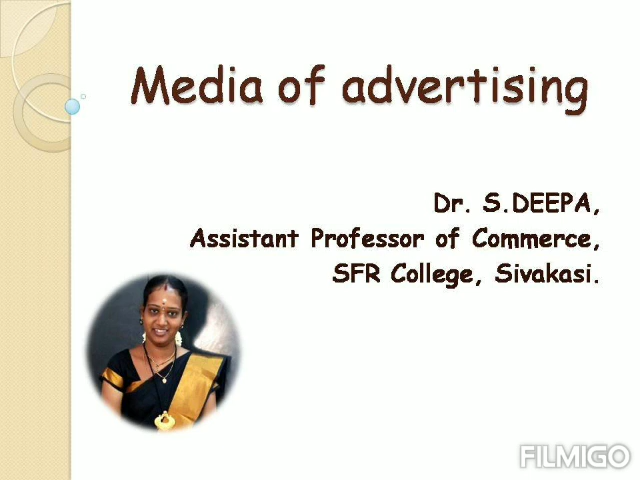 Media of advertising
Dr. S.DEEPA,
Assistant Professor of Commerce,
SFR College, Sivakasi.
FILMIGO